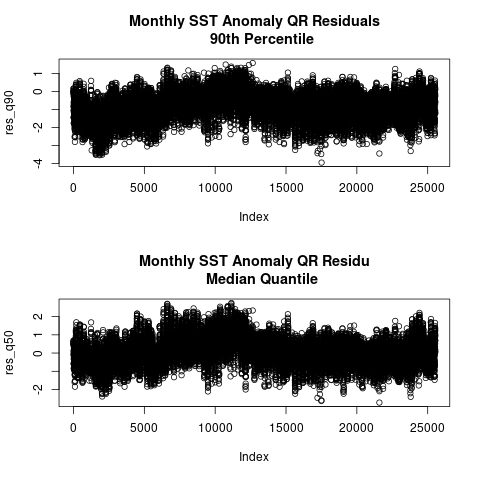 Monthly SST Anomaly QR Residuals
90th Percentile
res_q90
1
0
-2
-4
0 5000 10000 15000 20000 25000
Index
Monthly SST Anomaly QR Residu
Median Quantile
res_q50
2
1
0
-2
0 5000 10000 15000 20000 25000
Index